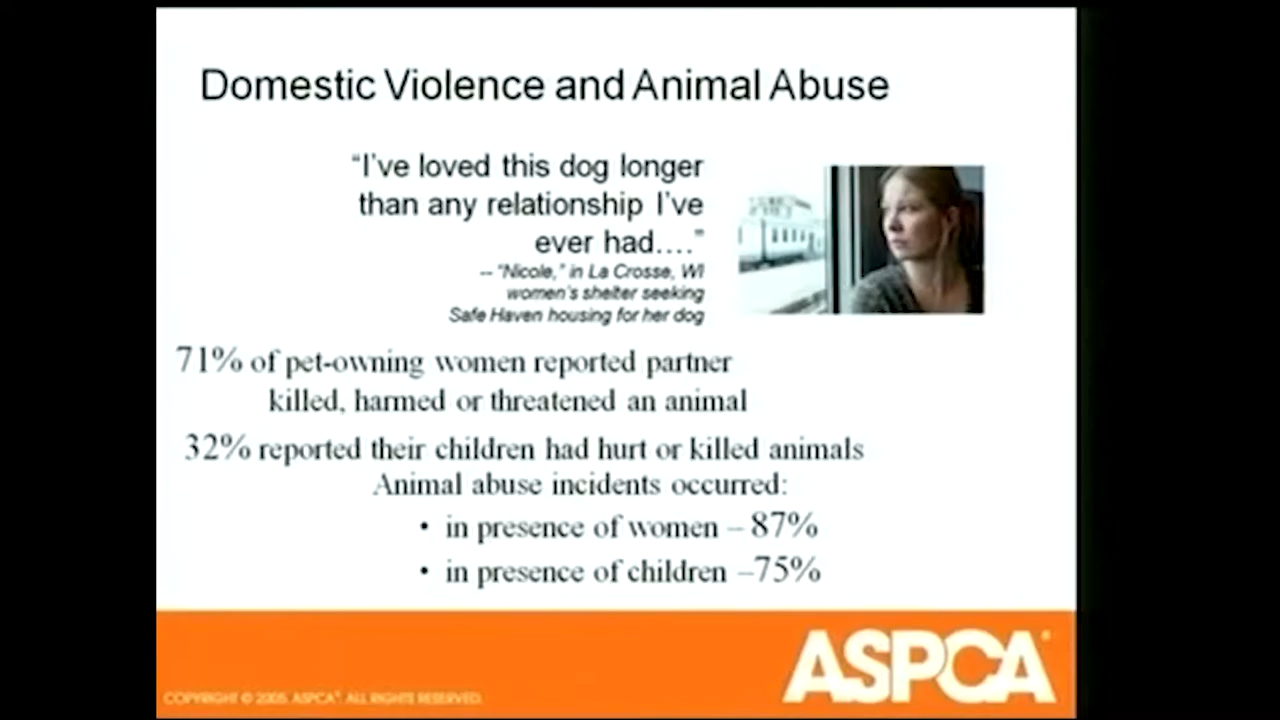 Domestic Violence and Animal Abuse
"I've loved this dog longer
than any relationship I've
ever had...."
-- "Nicole," in La Crosse, WI
women's shelter seeking
Safe Haven housing for her dog
71% of pet-owning women reported partner
killed, harmed or threatened an animal
32% reported their children had hurt or killed animals
Animal abuse incidents occurred:
• in presence of women – 87%
• in presence of children –75%
ASPCA®
COPYRIGHT © 2005. ASPCA®. ALL RIGHTS RESERVED.